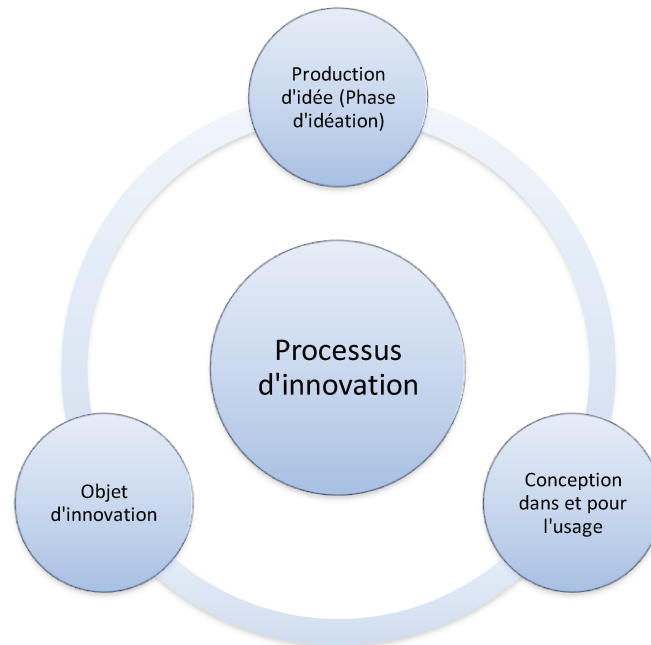 Production
d'idée (Phase
d'idéation)
Processus
d'innovation
Objet
d'innovation
Conception
dans et pour
l'usage